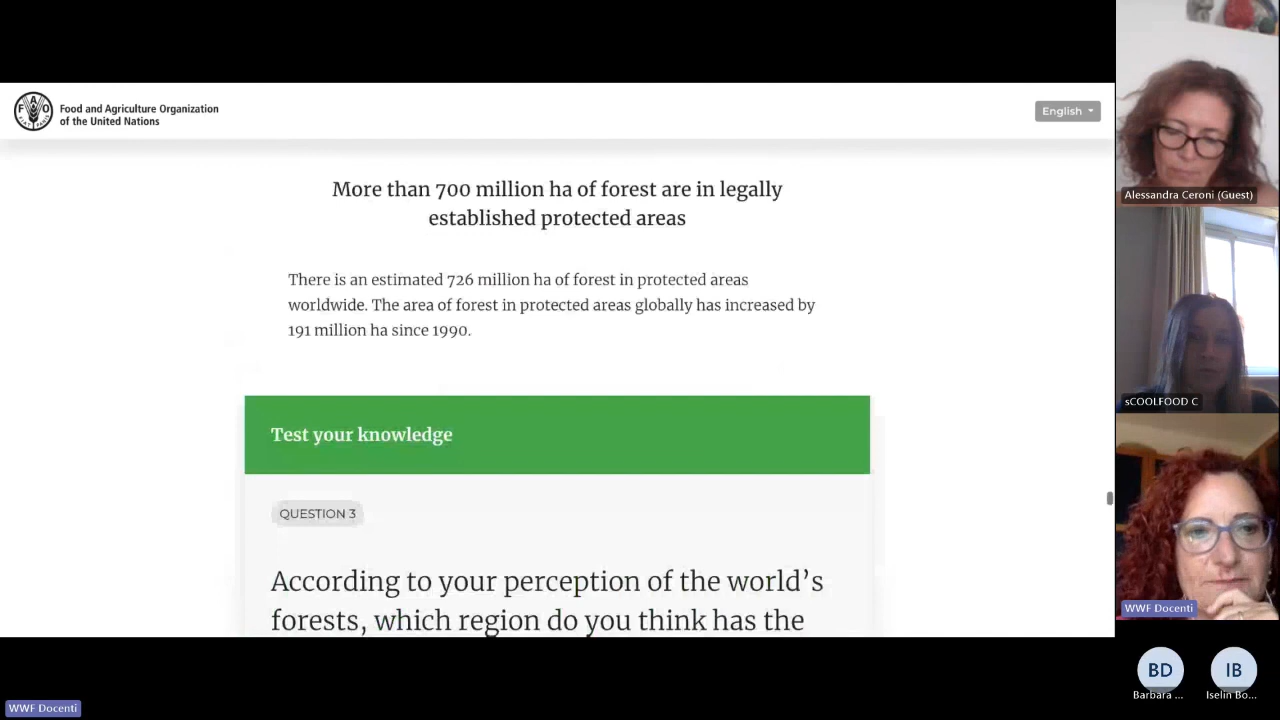 Food and Agriculture Organization
of the United Nations
English
More than 700 million ha of forest are in legally
established protected areas
There is an estimated 726 million ha of forest in protected areas
worldwide. The area of forest in protected areas globally has increased by
191 million ha since 1990.
Test your knowledge
QUESTION 3
According to your perception of the world’s
forests, which region do you think has the
Alessandra Ceroni (Guest)
sCOOLFOOD C
WWF Docenti
BD
IB
Barbara ...
Iselin Bo...
WWF Docenti